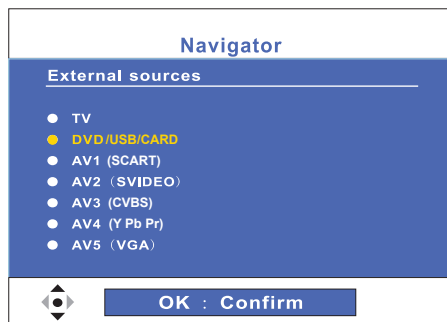 Navigator
External sources
TV
DVD/USB/CARD
AV1 (SCART)
AV2（SVIDEO）
AV3 (CVBS)
AV4 (Y Pb Pr)
AV5（VGA）
OK : Confirm